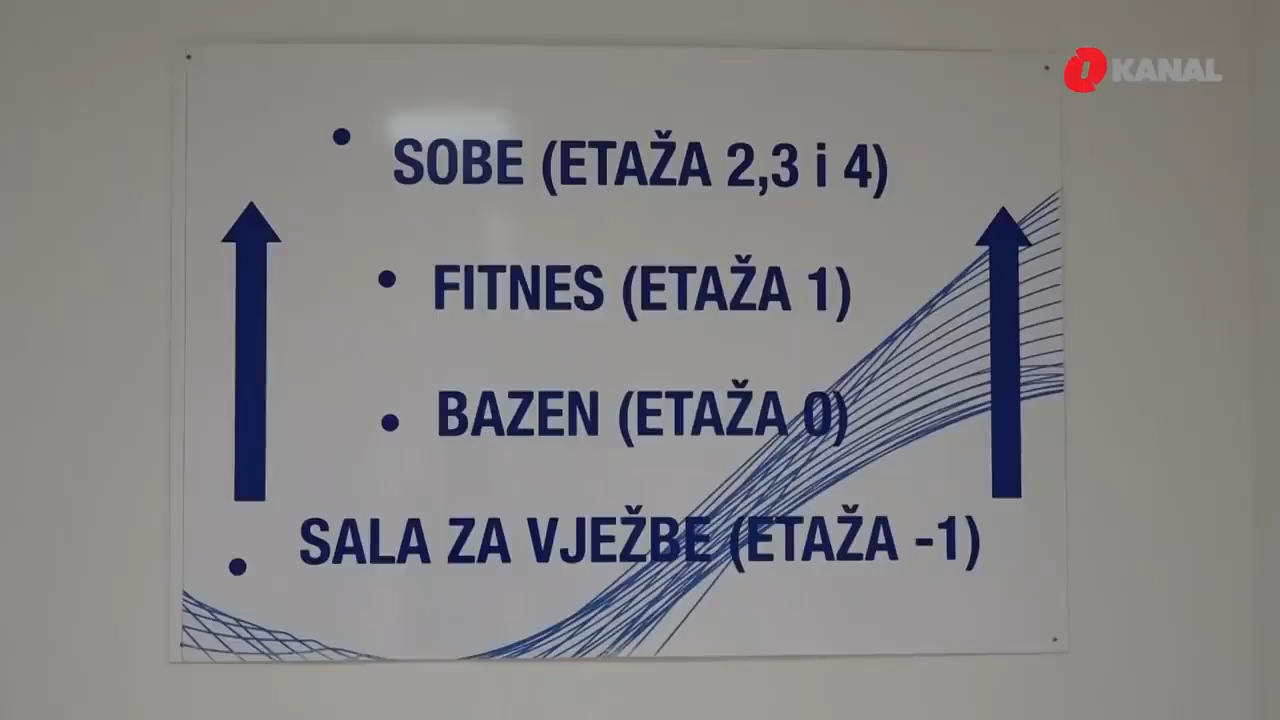 KANAL
• SOBE (ETAŽA 2,3 i 4)
• FITNES (ETAŽA 1)
• BAZEN (ETAŽA 0)
• SALA ZA VJEŽBE (ETAŽA -1)